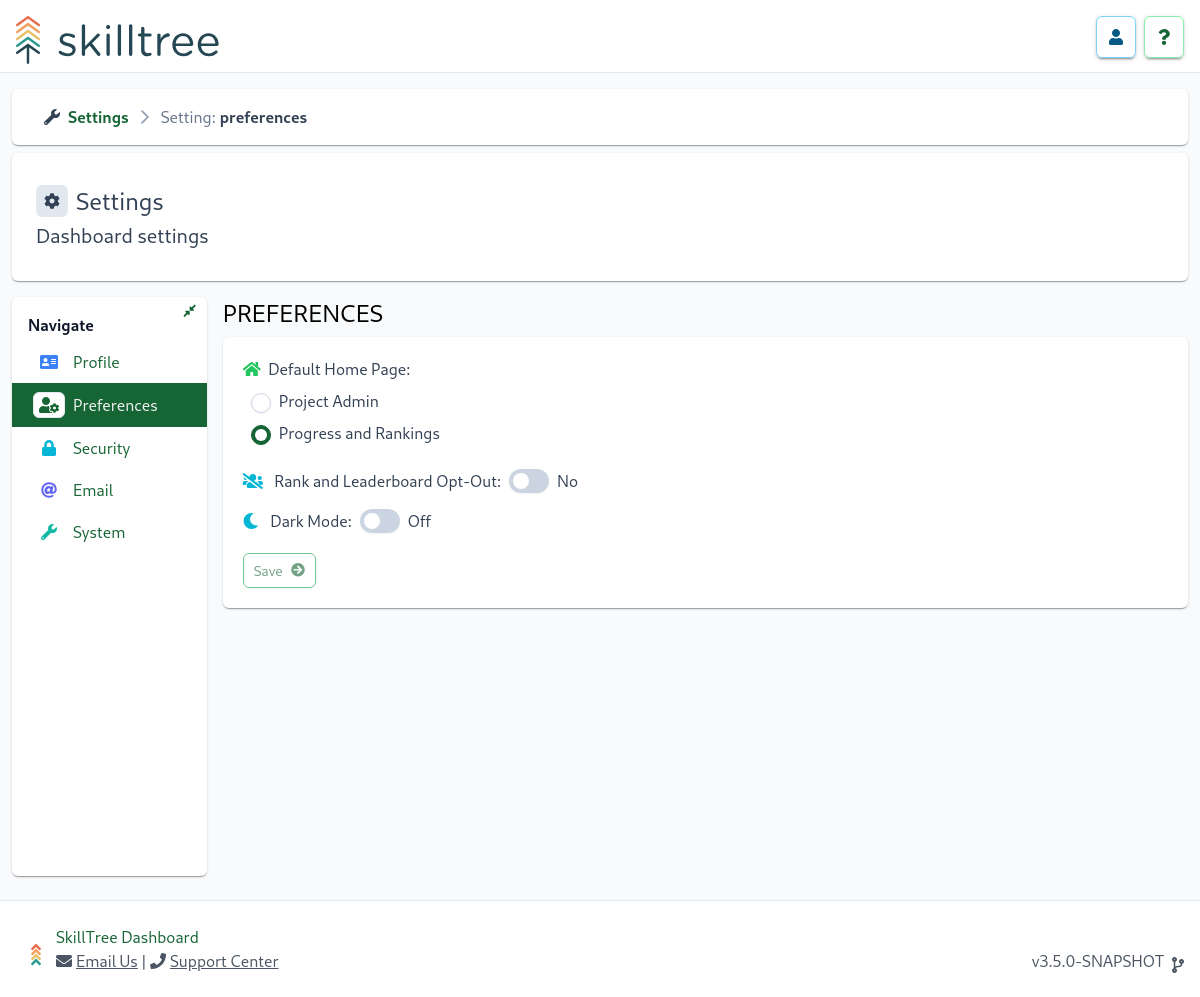 skilltree
?
Settings > Setting: preferences
Settings
Dashboard settings
Navigate
Profile
Preferences
Security
Email
System
PREFERENCES
Default Home Page:
Project Admin
Progress and Rankings
Rank and Leaderboard Opt-Out: No
Dark Mode: Off
Save
SkillTree Dashboard
Email Us | Support Center
v3.5.0-SNAPSHOT